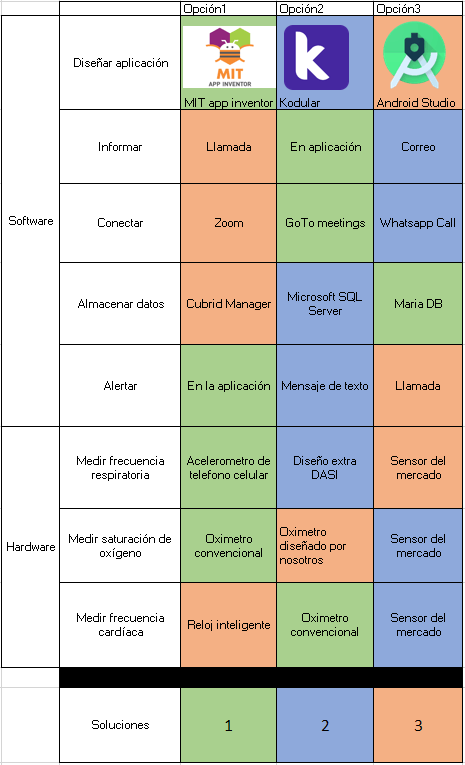 Opción1 Opción2 Opción3
Diseñar aplicación
MIT
APP INVENTOR
k
MIT app inventor Kodular Android Studio
Software
Informar Llamada En aplicación Correo
Conectar Zoom GoTo meetings Whatsapp Call
Almacenar datos Cubrid Manager Microsoft SQL
Server Maria DB
Alertar En la aplicación Mensaje de texto Llamada
Hardware
Medir frecuencia
respiratoria
Acelerometro de
telefono celular
Diseño extra
DASI
Sensor del
mercado
Medir saturación de
oxígeno
Oximetro
convencional
Oximetro
diseñado por
nosotros
Sensor del
mercado
Medir frecuencia
cardíaca
Reloj inteligente
Oximetro
convencional
Sensor del
mercado
Soluciones 1 2 3